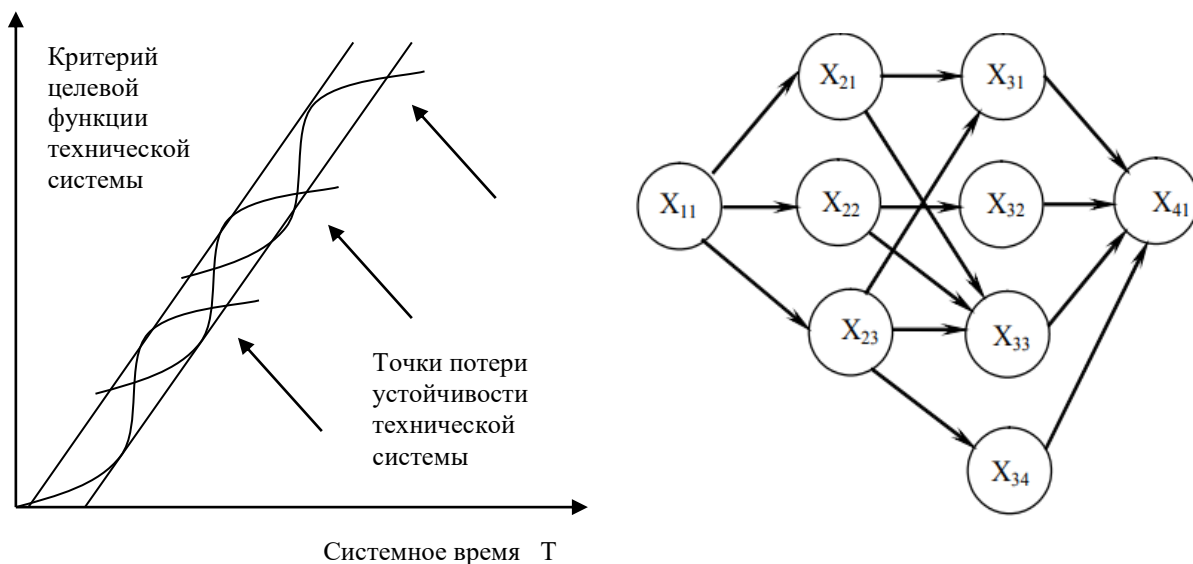 Критерий
целевой
функции
технической
системы
Точки потери
устойчивости
технической
системы
Системное время T
X21
X31
X11
X22
X32
X41
X23
X33
X34